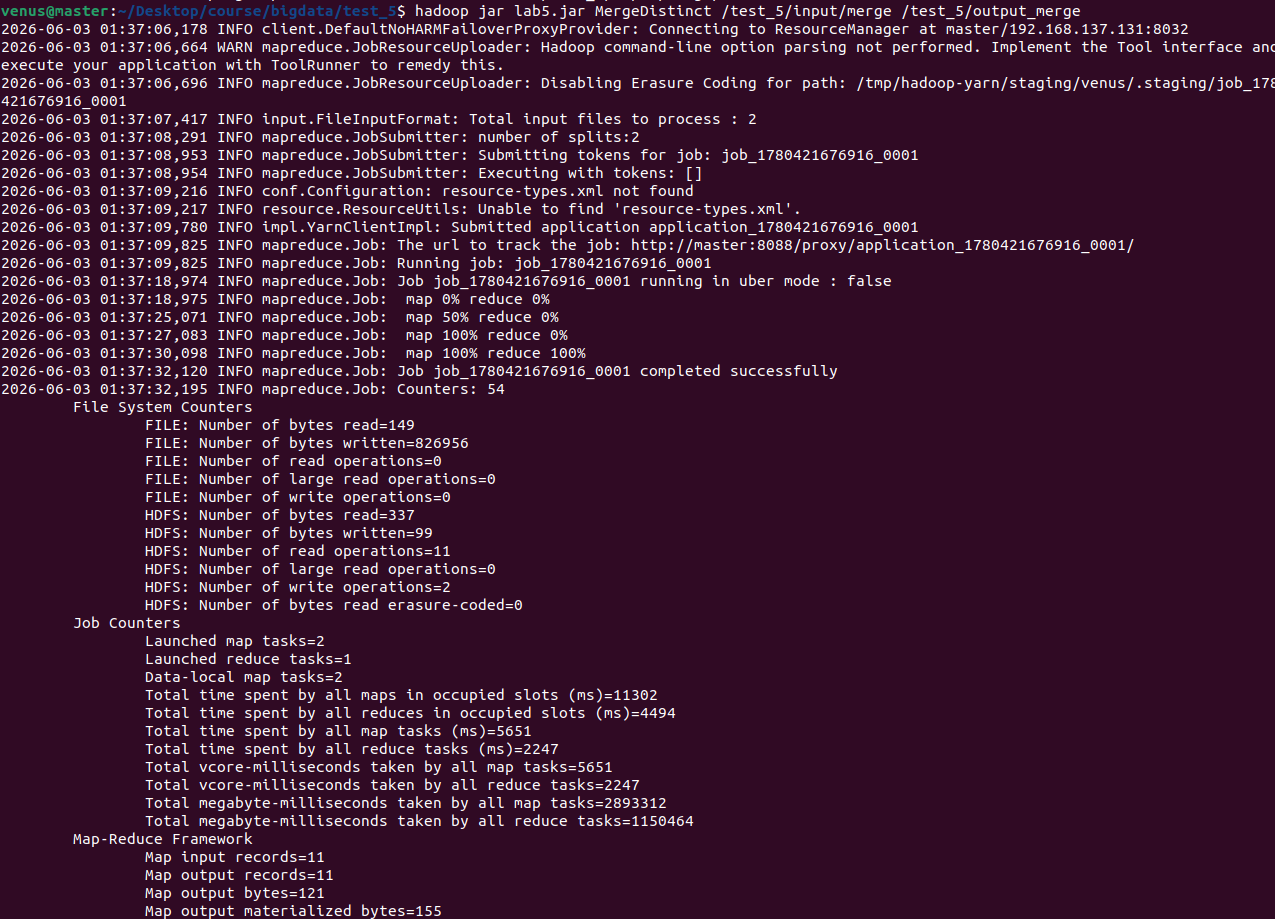 venus@master:~/Desktop/course/bigdata/test_5$ hadoop jar lab5.jar MergeDistinct /test_5/input/merge /test_5/output_merge
2026-06-03 01:37:06,178 INFO client.DefaultNoHARMFailoverProxyProvider: Connecting to ResourceManager at master/192.168.137.131:8032
2026-06-03 01:37:06,664 WARN mapreduce.JobResourceUploader: Hadoop command-line option parsing not performed. Implement the Tool interface and
execute your application with ToolRunner to remedy this.
2026-06-03 01:37:06,696 INFO mapreduce.JobResourceUploader: Disabling Erasure Coding for path: /tmp/hadoop-yarn/staging/venus/.staging/job_178
421676916_0001
2026-06-03 01:37:07,417 INFO input.FileInputFormat: Total input files to process : 2
2026-06-03 01:37:08,291 INFO mapreduce.JobSubmitter: number of splits:2
2026-06-03 01:37:08,953 INFO mapreduce.JobSubmitter: Submitting tokens for job: job_1780421676916_0001
2026-06-03 01:37:08,954 INFO mapreduce.JobSubmitter: Executing with tokens: []
2026-06-03 01:37:09,216 INFO conf.Configuration: resource-types.xml not found
2026-06-03 01:37:09,217 INFO resource.ResourceUtils: Unable to find 'resource-types.xml'.
2026-06-03 01:37:09,780 INFO impl.YarnClientImpl: Submitted application application_1780421676916_0001
2026-06-03 01:37:09,825 INFO mapreduce.Job: The url to track the job: http://master:8088/proxy/application_1780421676916_0001/
2026-06-03 01:37:09,825 INFO mapreduce.Job: Running job: job_1780421676916_0001
2026-06-03 01:37:18,974 INFO mapreduce.Job: Job job_1780421676916_0001 running in uber mode : false
2026-06-03 01:37:18,975 INFO mapreduce.Job:  map 0% reduce 0%
2026-06-03 01:37:25,071 INFO mapreduce.Job:  map 50% reduce 0%
2026-06-03 01:37:27,083 INFO mapreduce.Job:  map 100% reduce 0%
2026-06-03 01:37:30,098 INFO mapreduce.Job:  map 100% reduce 100%
2026-06-03 01:37:32,120 INFO mapreduce.Job: Job job_1780421676916_0001 completed successfully
2026-06-03 01:37:32,195 INFO mapreduce.Job: Counters: 54
File System Counters
FILE: Number of bytes read=149
FILE: Number of bytes written=826956
FILE: Number of read operations=0
FILE: Number of large read operations=0
FILE: Number of write operations=0
HDFS: Number of bytes read=337
HDFS: Number of bytes written=99
HDFS: Number of read operations=11
HDFS: Number of large read operations=0
HDFS: Number of write operations=2
HDFS: Number of bytes read erasure-coded=0
Job Counters
Launched map tasks=2
Launched reduce tasks=1
Data-local map tasks=2
Total time spent by all maps in occupied slots (ms)=11302
Total time spent by all reduces in occupied slots (ms)=4494
Total time spent by all map tasks (ms)=5651
Total time spent by all reduce tasks (ms)=2247
Total vcore-milliseconds taken by all map tasks=5651
Total vcore-milliseconds taken by all reduce tasks=2247
Total megabyte-milliseconds taken by all map tasks=2893312
Total megabyte-milliseconds taken by all reduce tasks=1150464
Map-Reduce Framework
Map input records=11
Map output records=11
Map output bytes=121
Map output materialized bytes=155